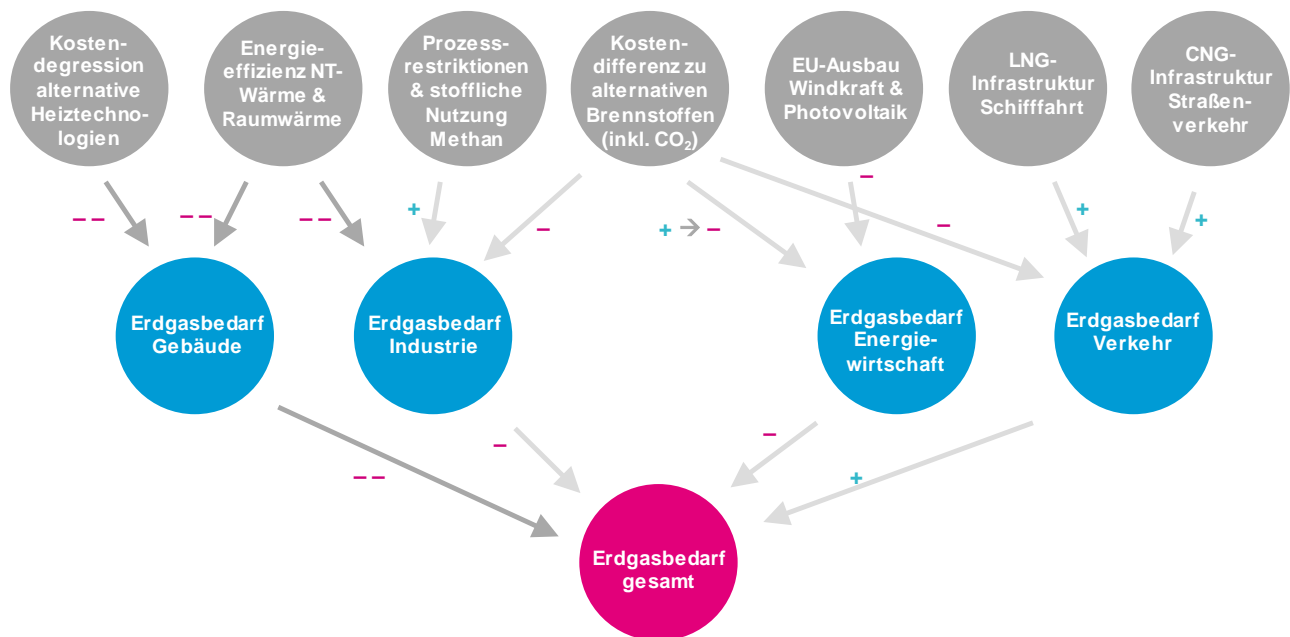 Kosten-
degression
alternative
Heiztechno-
logien
Energie-
effizienz NT-
Wärme &
Raumwärme
Prozess-
restriktionen
& stoffliche
Nutzung
Methan
Kosten-
differenz zu
alternativen
Brennstoffen
(inkl. CO₂)
EU-Ausbau
Windkraft &
Photovoltaik
LNG-
Infrastruktur
Schifffahrt
CNG-
Infrastruktur
Straßen-
verkehr
– –
– –
– –
+
–
+ → –
–
–
+
+
Erdgasbedarf
Gebäude
Erdgasbedarf
Industrie
Erdgasbedarf
Energie-
wirtschaft
Erdgasbedarf
Verkehr
– –
–
–
+
Erdgasbedarf
gesamt